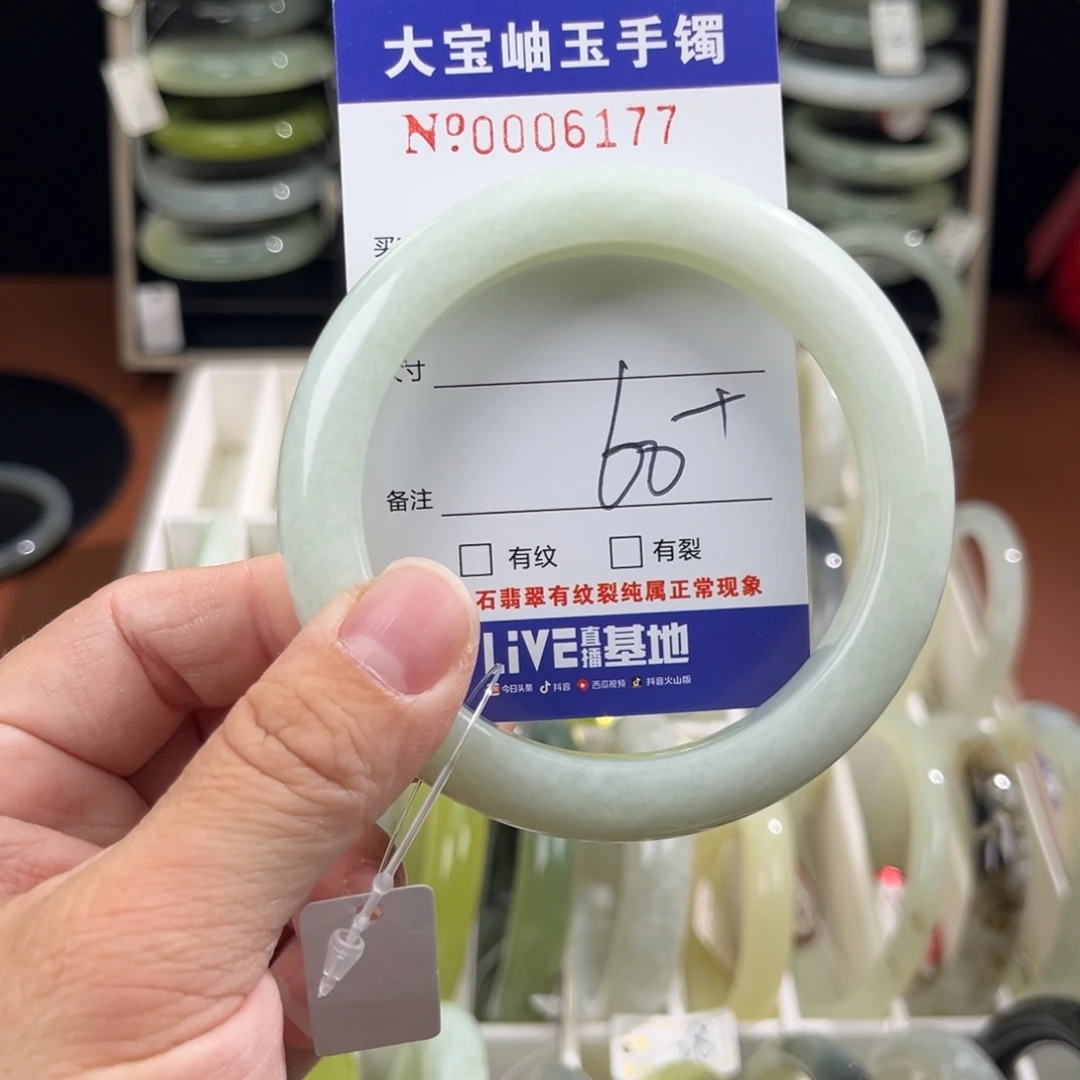 大宝岫玉手镯
Nº0006177
买
寸
60+
备注
有纹 有裂
石翡翠有纹裂纯属正常现象
LiVE直播基地
今日头条 抖音 西瓜视频 抖音火山版